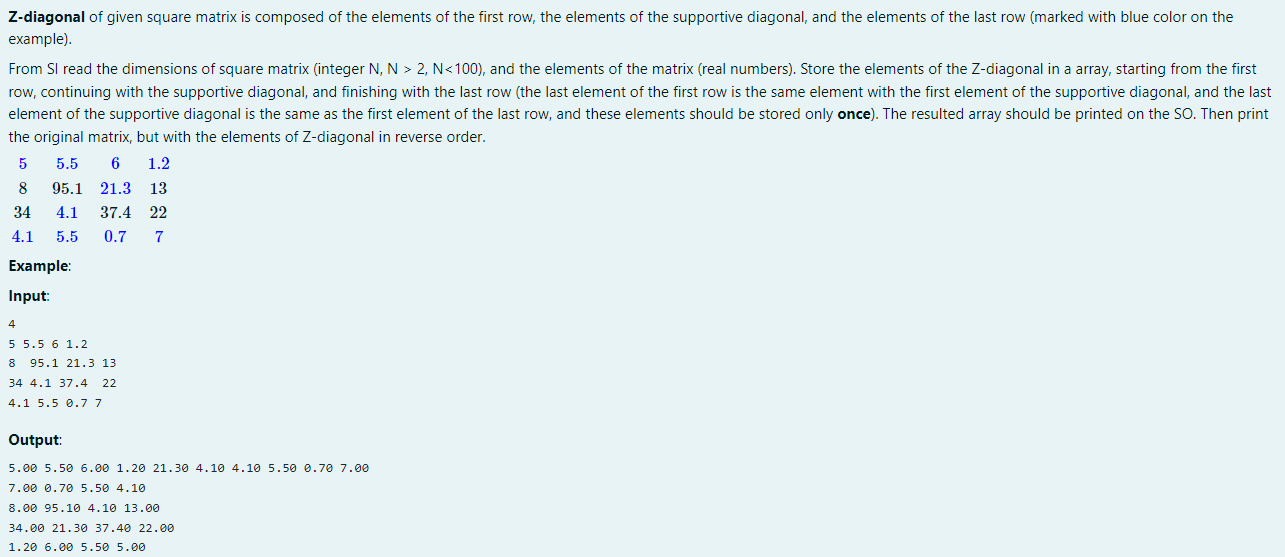 Z-diagonal of given square matrix is composed of the elements of the first row, the elements of the supportive diagonal, and the elements of the last row (marked with blue color on the
example).
From SI read the dimensions of square matrix (integer N, N > 2, N<100), and the elements of the matrix (real numbers). Store the elements of the Z-diagonal in a array, starting from the first
row, continuing with the supportive diagonal, and finishing with the last row (the last element of the first row is the same element with the first element of the supportive diagonal, and the last
element of the supportive diagonal is the same as the first element of the last row, and these elements should be stored only once). The resulted array should be printed on the SO. Then print
the original matrix, but with the elements of Z-diagonal in reverse order.
5 5.5 6 1.2
8 95.1 21.3 13
34 4.1 37.4 22
4.1 5.5 0.7 7
Example:
Input:
4
5 5.5 6 1.2
8  95.1 21.3 13
34 4.1 37.4  22
4.1 5.5 0.7 7
Output:
5.00 5.50 6.00 1.20 21.30 4.10 4.10 5.50 0.70 7.00
7.00 0.70 5.50 4.10
8.00 95.10 4.10 13.00
34.00 21.30 37.40 22.00
1.20 6.00 5.50 5.00